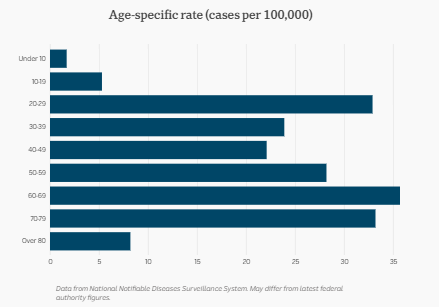 Age-specific rate (cases per 100,000)
Under 10
10-19
20-29
30-39
40-49
50-59
60-69
70-79
Over 80
0 5 10 15 20 25 30 35
Data from National Notifiable Diseases Surveillance System. May differ from latest federal
authority figures.